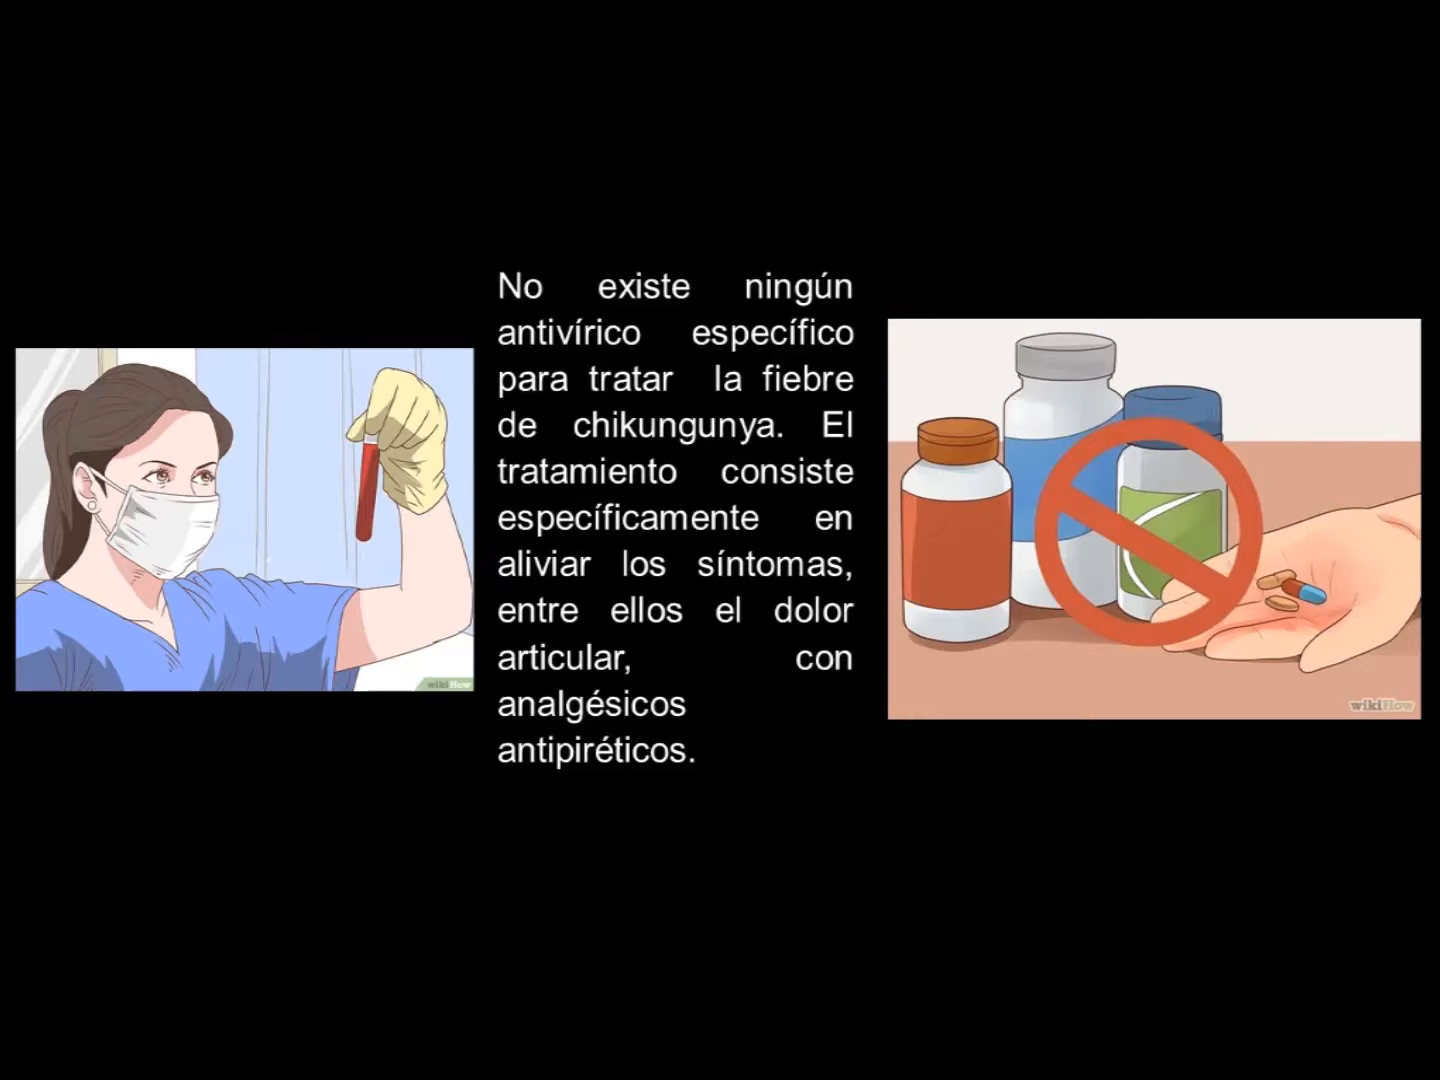 No existe ningún
antivírico específico
para tratar la fiebre
de chikungunya. El
tratamiento consiste
específicamente en
aliviar los síntomas,
entre ellos el dolor
articular, con
analgésicos
antipiréticos.
wikiHow
wikiHow